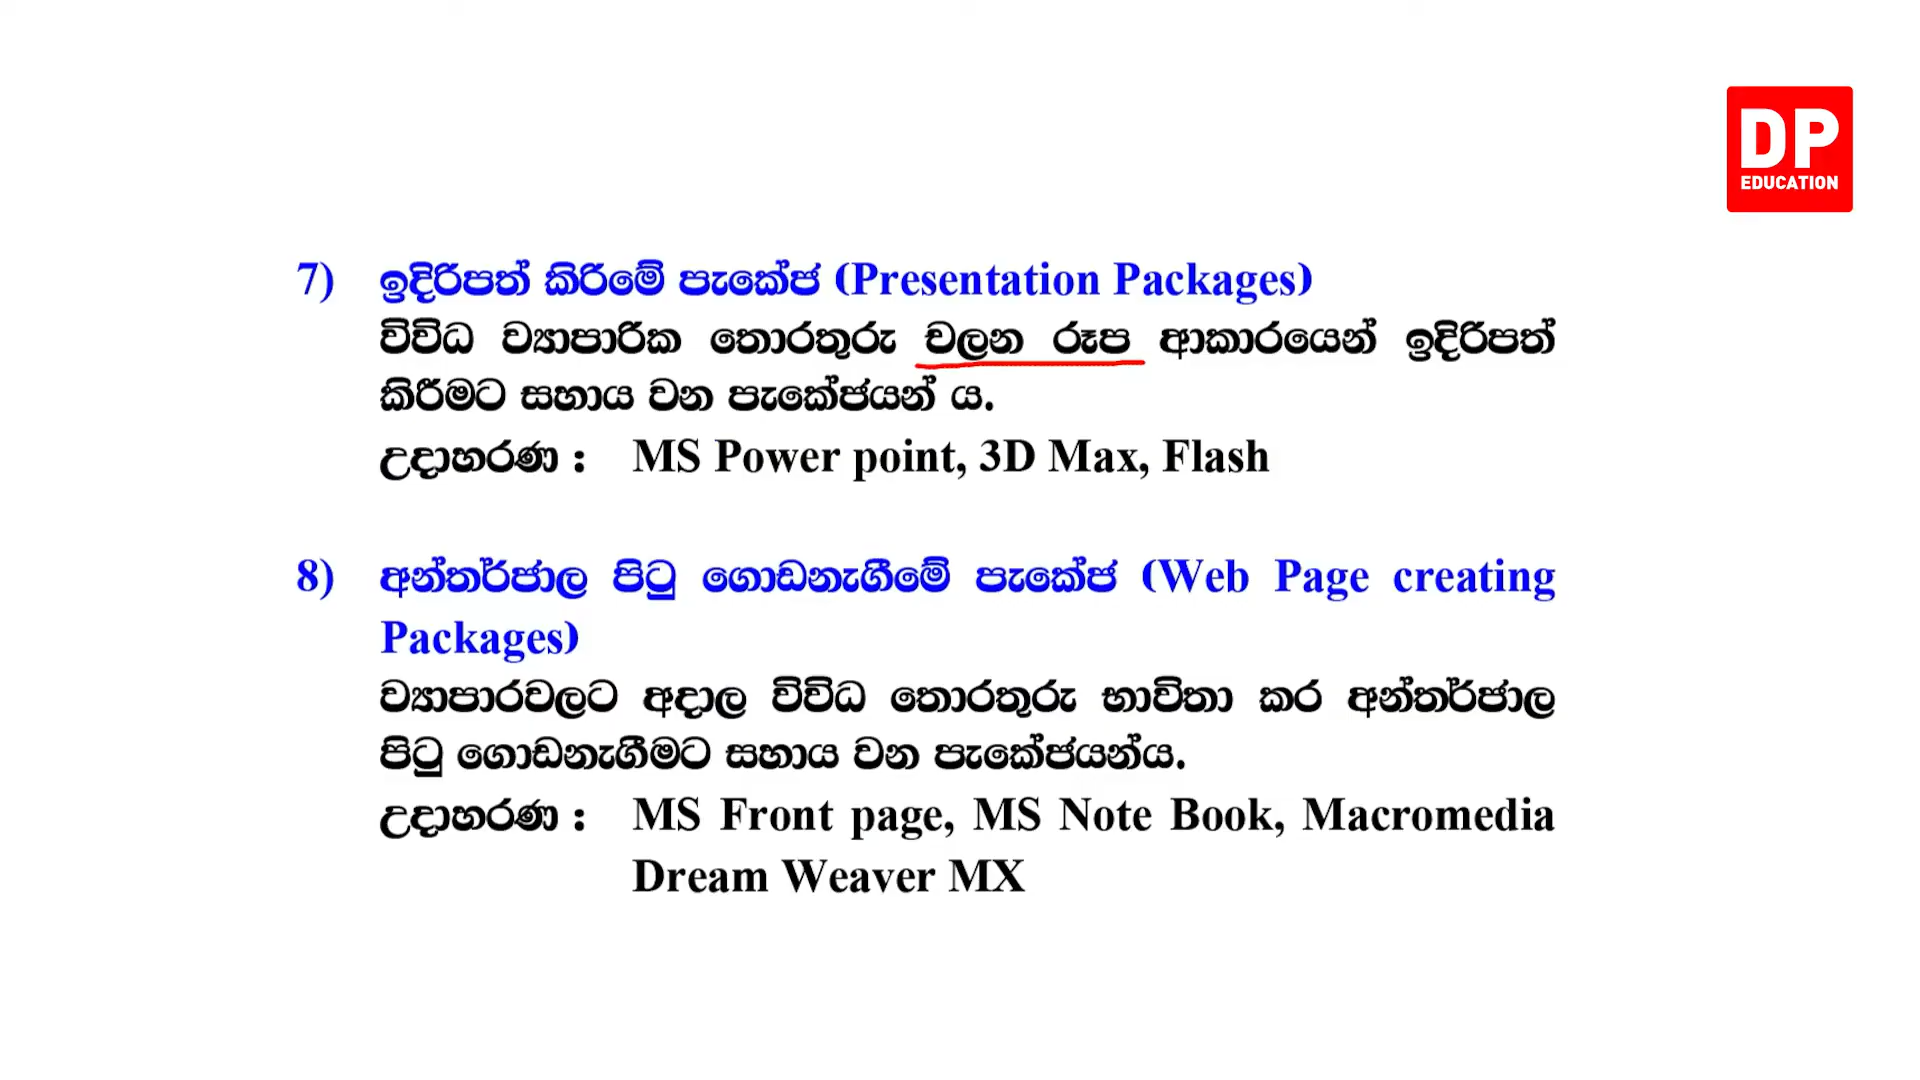 DP
EDUCATION
7) ඉදිරිපත් කිරිමේ පැකේජ (Presentation Packages)
විවිධ ව්‍යාපාරික තොරතුරු චලන රූප ආකාරයෙන් ඉදිරිපත්
කිරීමට සහාය වන පැකේජයන් ය.
උදාහරණ : MS Power point, 3D Max, Flash
8) අන්තර්ජාල පිටු ගොඩනැගීමේ පැකේජ (Web Page creating
Packages)
ව්‍යාපාරවලට අදාල විවිධ තොරතුරු භාවිතා කර අන්තර්ජාල
පිටු ගොඩනැගීමට සහාය වන පැකේජයන්ය.
උදාහරණ : MS Front page, MS Note Book, Macromedia
Dream Weaver MX